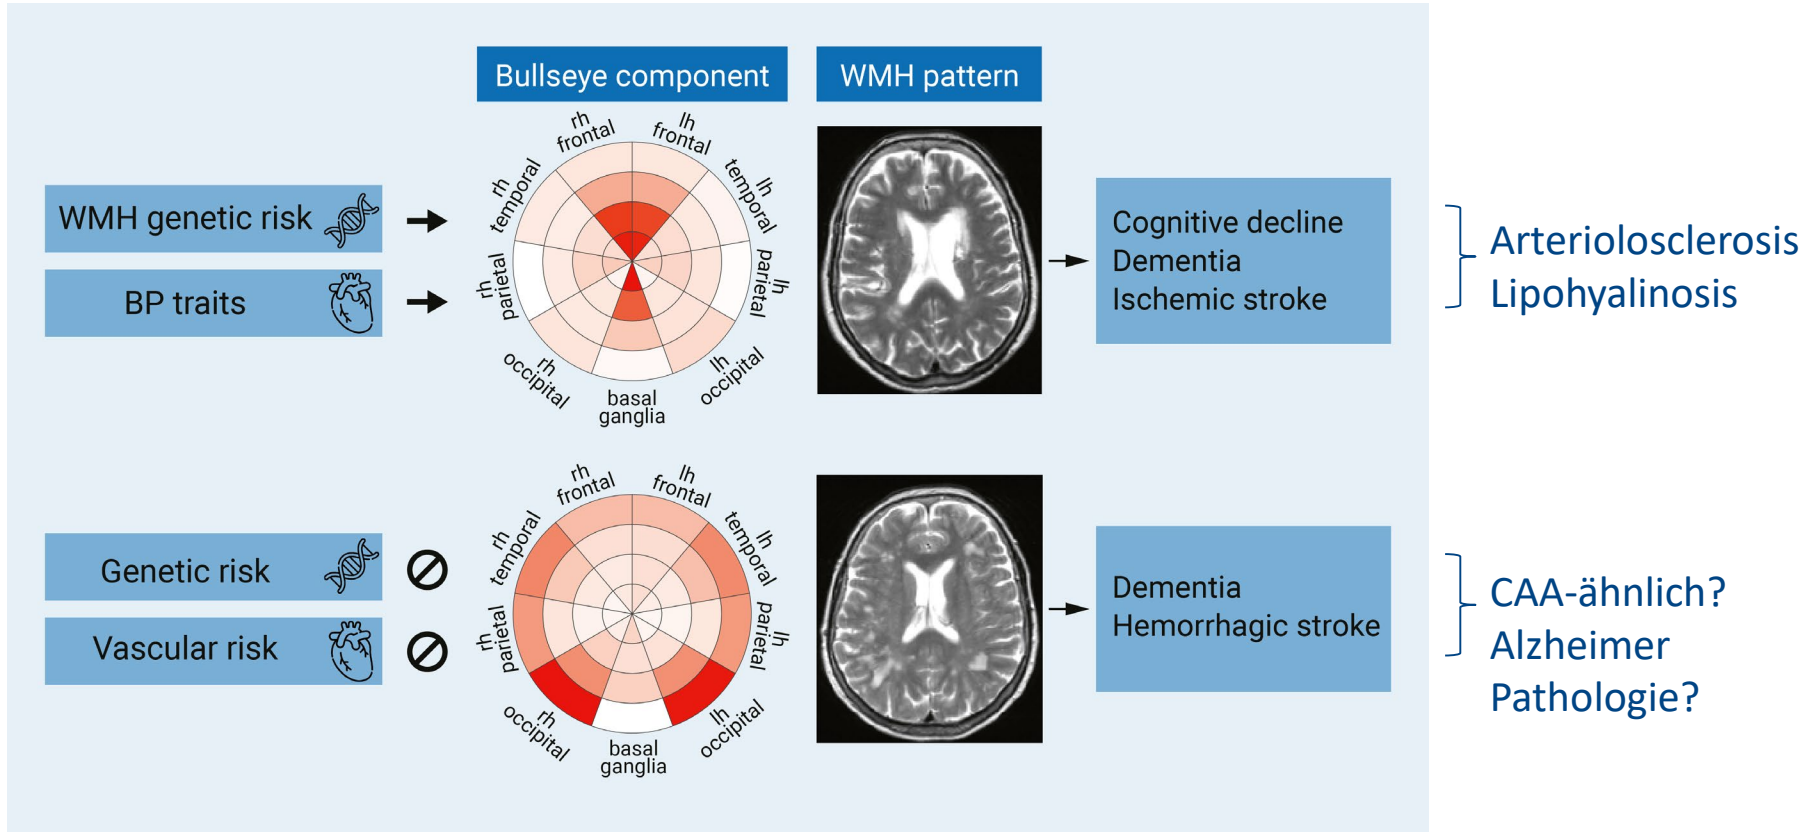 Bullseye component
WMH pattern
rh
frontal
lh
frontal
rh
temporal
lh
temporal
rh
parietal
lh
parietal
rh
occipital
lh
occipital
basal
ganglia
WMH genetic risk
BP traits
Cognitive decline
Dementia
Ischemic stroke
Arteriolosclerosis
Lipohyalinosis
rh
frontal
lh
frontal
rh
temporal
lh
temporal
rh
parietal
lh
parietal
rh
occipital
lh
occipital
basal
ganglia
Genetic risk
Vascular risk
Dementia
Hemorrhagic stroke
CAA-ähnlich?
Alzheimer
Pathologie?